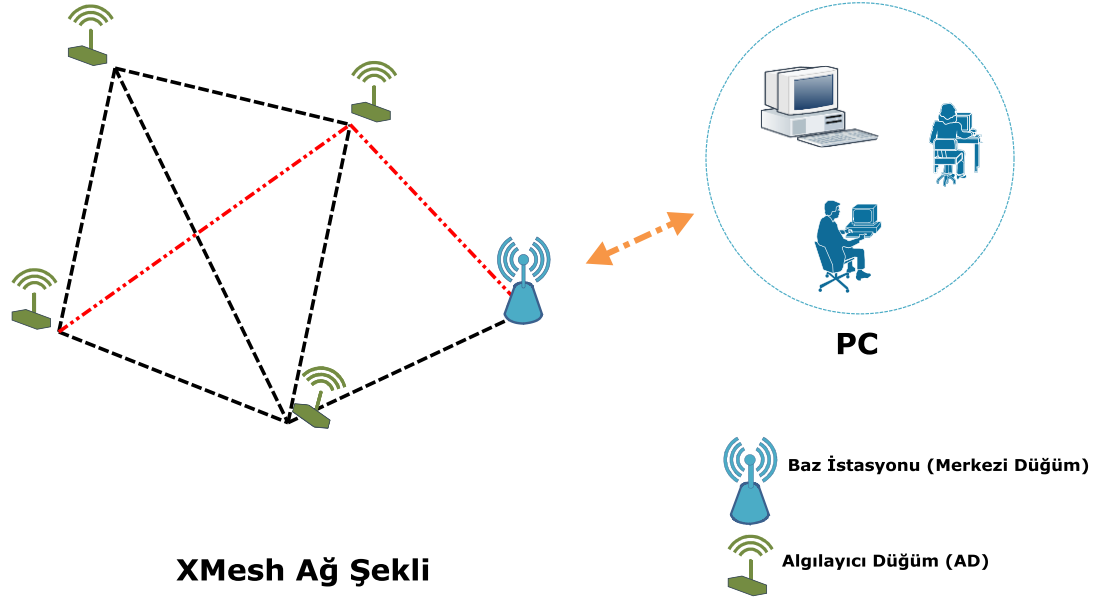 PC
Baz İstasyonu (Merkezi Düğüm)
Algılayıcı Düğüm (AD)
XMesh Ağ Şekli